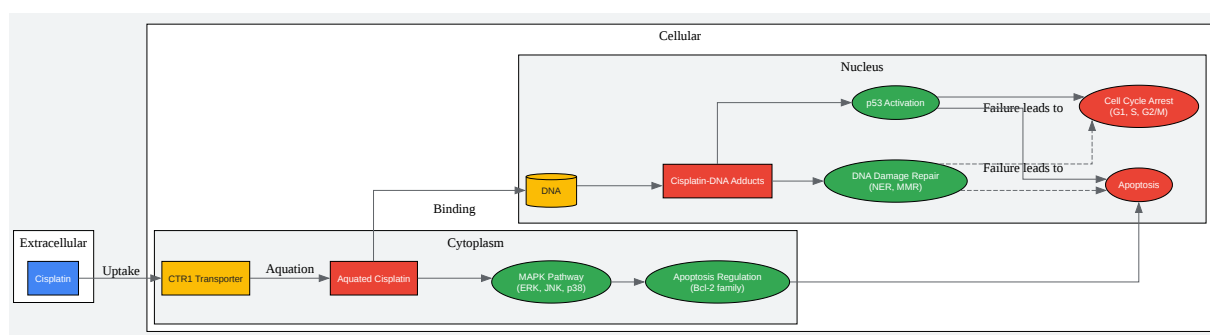 Cellular
Nucleus
p53 Activation
Failure leads to
Cell Cycle Arrest
(G1, S, G2/M)
DNA
Cisplatin-DNA Adducts
DNA Damage Repair
(NER, MMR)
Failure leads to
Apoptosis
Binding
Extracellular
Cisplatin
Uptake
Cytoplasm
CTR1 Transporter
Aquation
Aquated Cisplatin
MAPK Pathway
(ERK, JNK, p38)
Apoptosis Regulation
(Bcl-2 family)